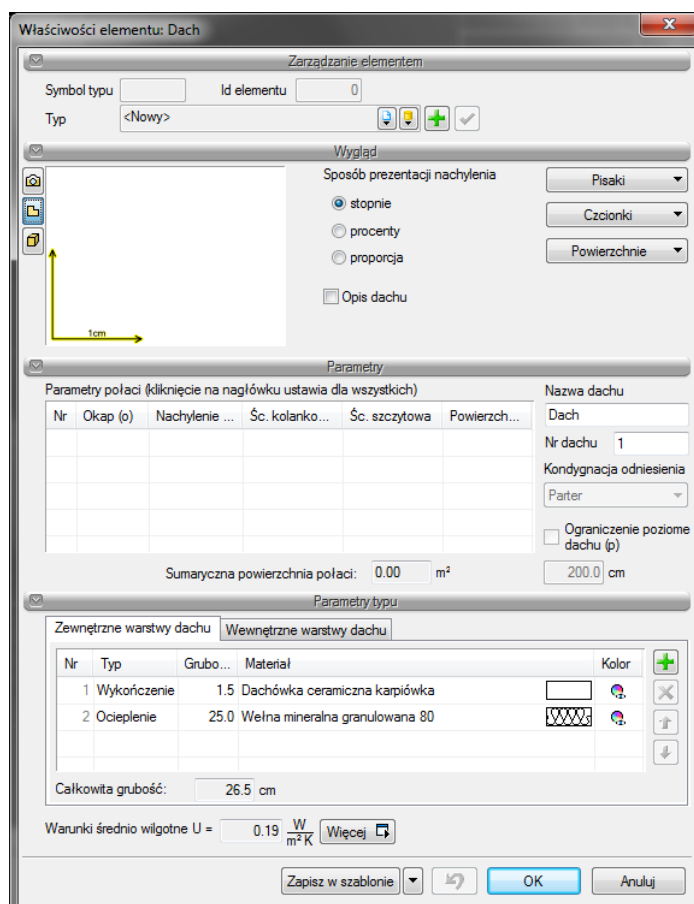 Właściwości elementu: Dach
Zarządzanie elementem
Symbol typu Id elementu 0
Typ <Nowy>
Wygląd
Sposób prezentacji nachylenia
stopnie
procenty
proporcja
Opis dachu
Pisaki
Czcionki
Powierzchnie
1cm
Parametry
Parametry połaci (kliknięcie na nagłówku ustawia dla wszystkich)
Nr Okap (o) Nachylenie ... Śc. kolanko... Śc. szczytowa Powierzch...
Nazwa dachu
Dach
Nr dachu 1
Kondygnacja odniesienia
Parter
Ograniczenie poziome
dachu (p)
200.0 cm
Sumaryczna powierzchnia połaci: 0.00 m²
Parametry typu
Zewnętrzne warstwy dachu Wewnętrzne warstwy dachu
Nr Typ Grubo... Materiał Kolor
1 Wykończenie 1.5 Dachówka ceramiczna karpiówka
2 Ocieplenie 25.0 Wełna mineralna granulowana 80
Całkowita grubość: 26.5 cm
Warunki średnio wilgotne U = 0.19 W/m²K Więcej
Zapisz w szablonie OK Anuluj